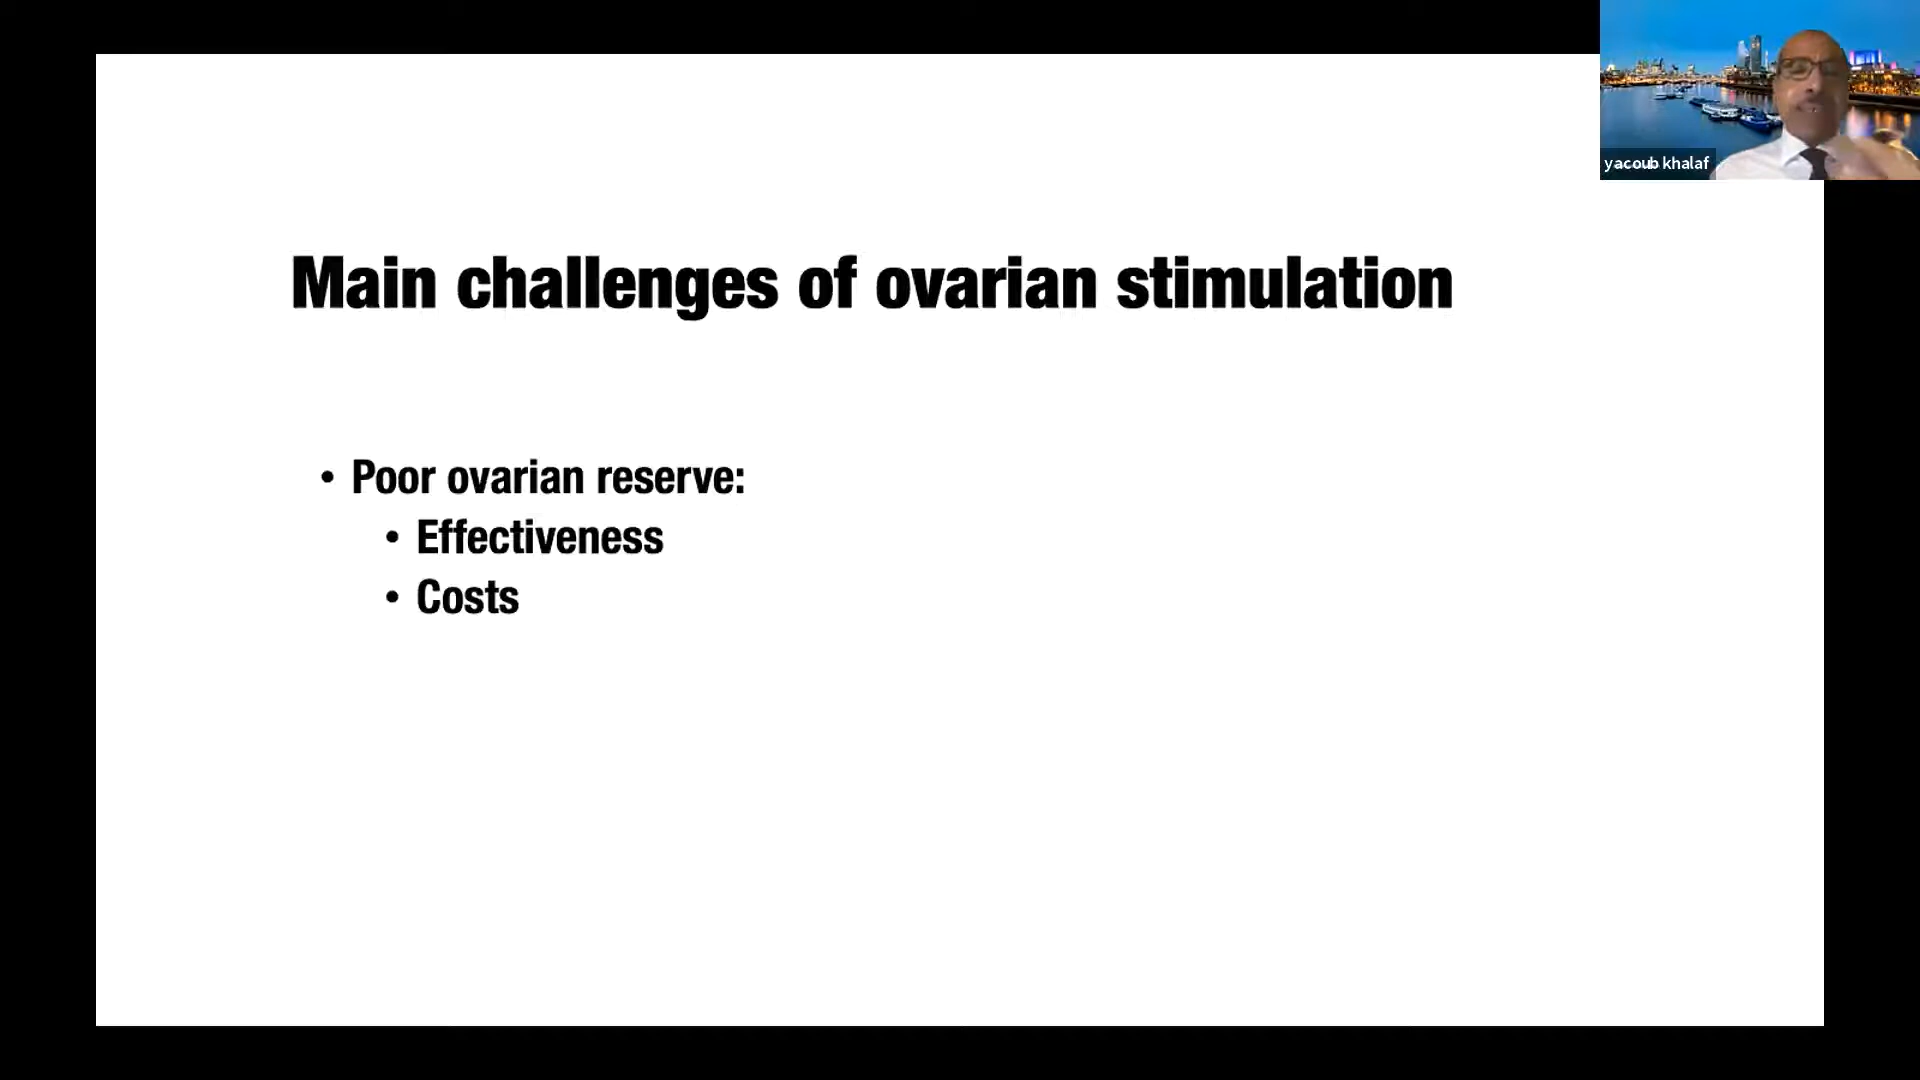 yacoub khalaf
Main challenges of ovarian stimulation
• Poor ovarian reserve:
• Effectiveness
• Costs